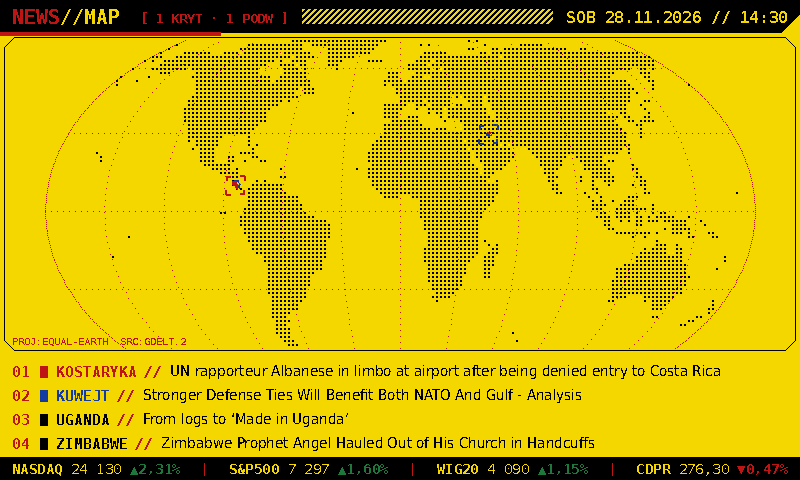 NEWS//MAP [ 1 KRYT · 1 PODW ] SOB 28.11.2026 // 14:30
PROJ:EQUAL-EARTH SRC:GDELT.2
01 KOSTARYKA // UN rapporteur Albanese in limbo at airport after being denied entry to Costa Rica
02 KUWEJT // Stronger Defense Ties Will Benefit Both NATO And Gulf - Analysis
03 UGANDA // From logs to ‘Made in Uganda’
04 ZIMBABWE // Zimbabwe Prophet Angel Hauled Out of His Church in Handcuffs
NASDAQ 24 130 ▲2,31% | S&P500 7 297 ▲1,60% | WIG20 4 090 ▲1,15% | CDPR 276,30 ▼0,47%